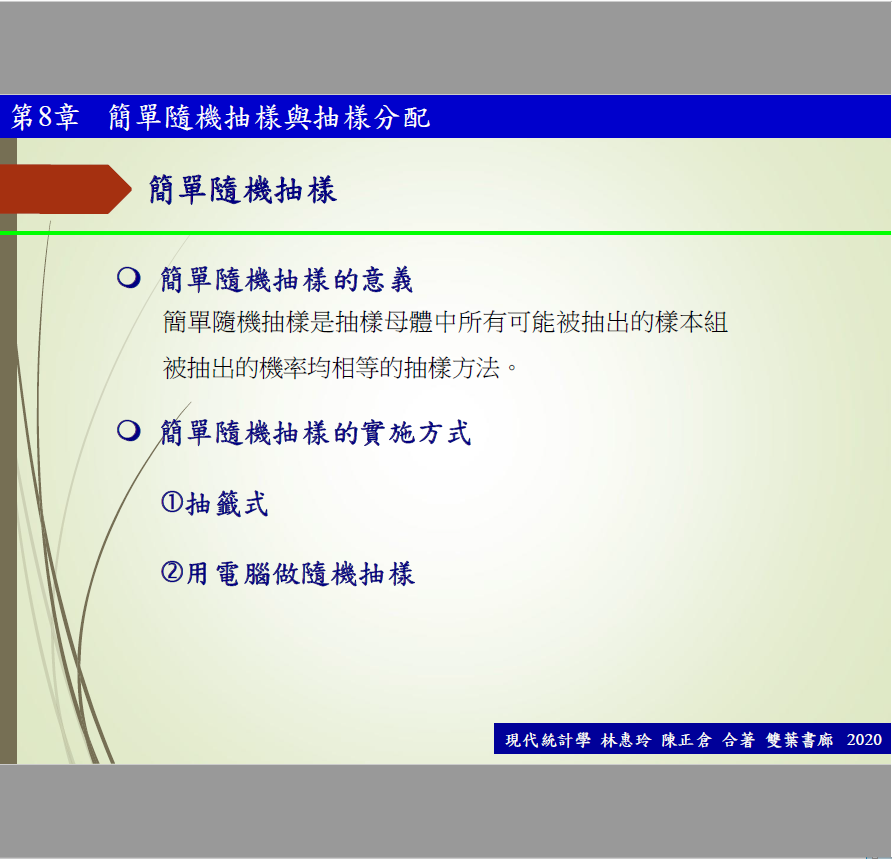 第8章 簡單隨機抽樣與抽樣分配
簡單隨機抽樣
簡單隨機抽樣的意義
簡單隨機抽樣是抽樣母體中所有可能被抽出的樣本組
被抽出的機率均相等的抽樣方法。
簡單隨機抽樣的實施方式
①抽籤式
②用電腦做隨機抽樣
現代統計學 林惠玲 陳正倉 合著 雙葉書廊 2020